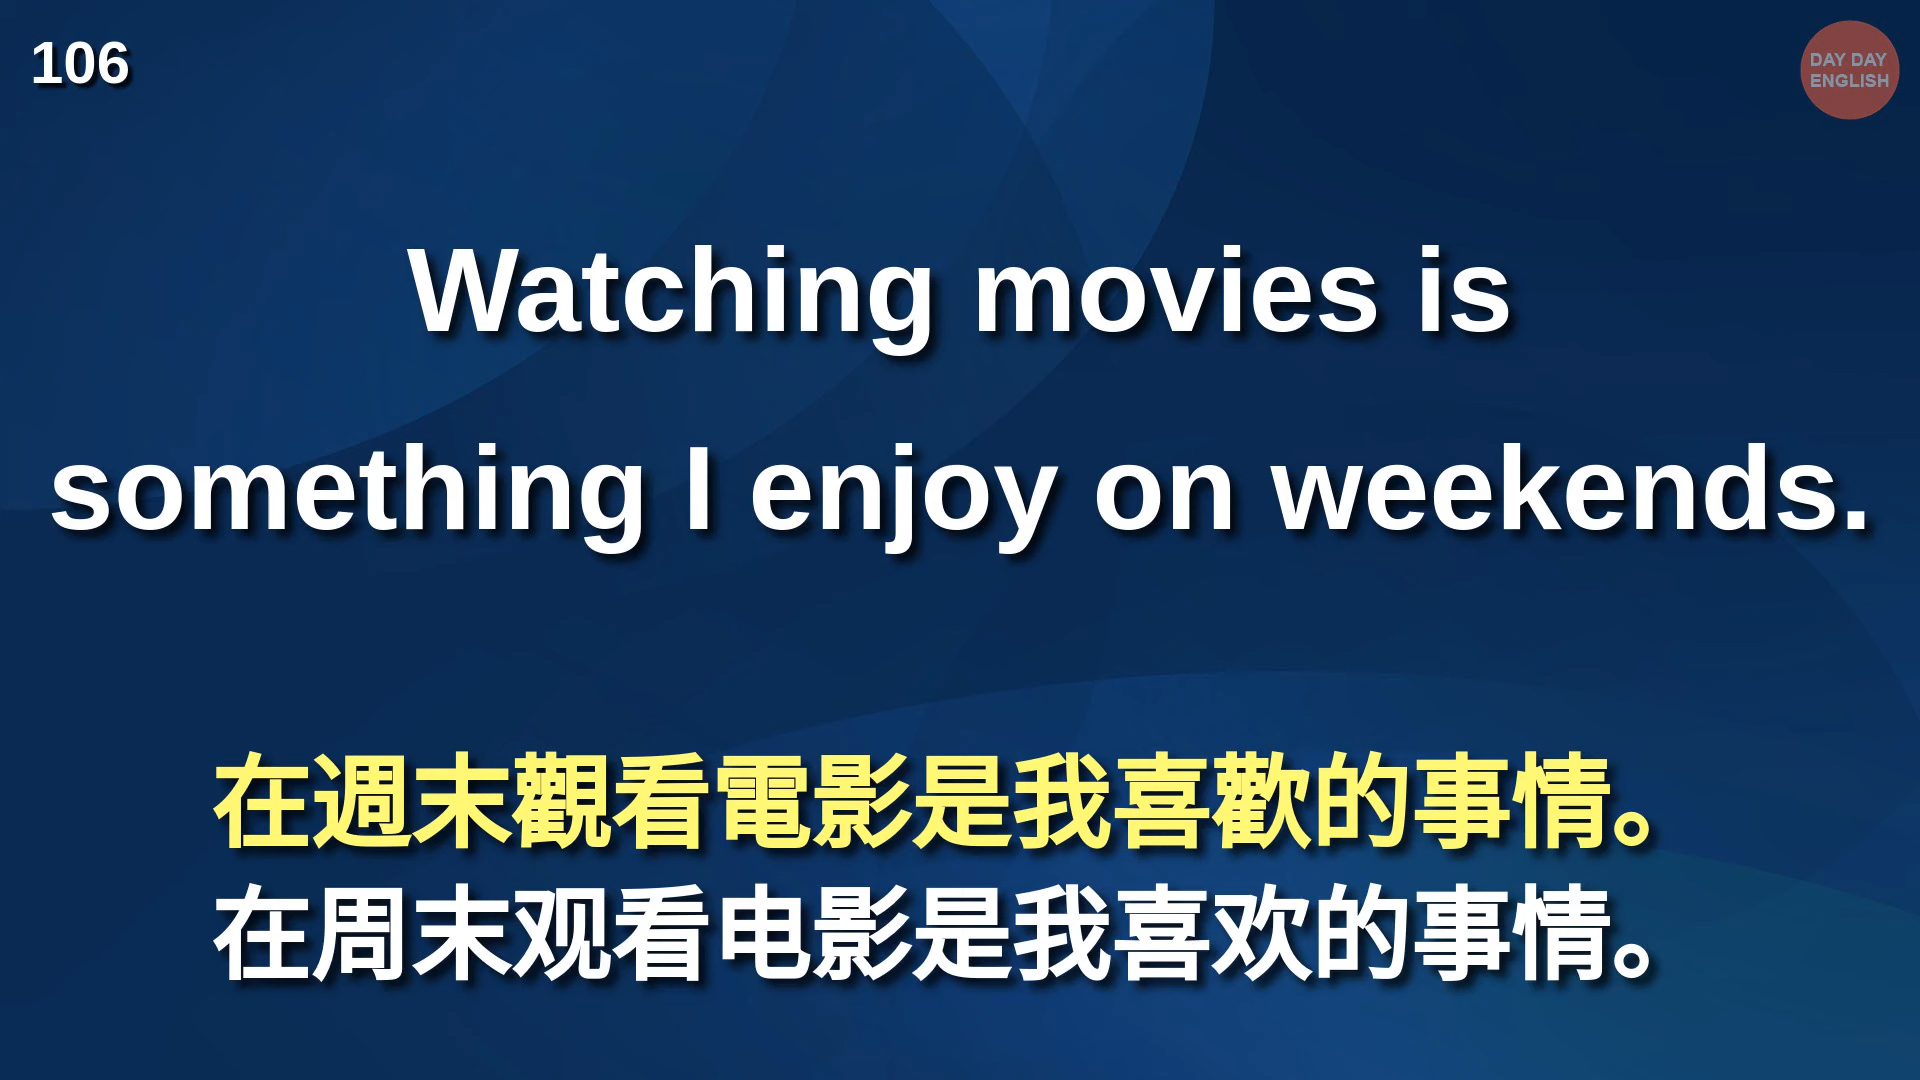 106
DAY DAY
ENGLISH
Watching movies is
something I enjoy on weekends.
在週末觀看電影是我喜歡的事情。
在周末观看电影是我喜欢的事情。